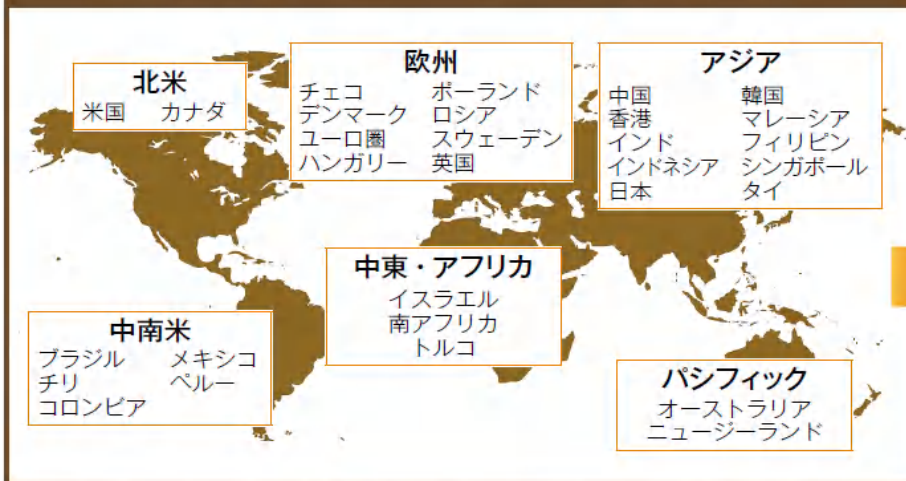 北米
米国 カナダ
欧州
チェコ ポーランド
デンマーク ロシア
ユーロ圏 スウェーデン
ハンガリー 英国
アジア
中国 韓国
香港 マレーシア
インド フィリピン
インドネシア シンガポール
日本 タイ
中東・アフリカ
イスラエル
南アフリカ
トルコ
中南米
ブラジル メキシコ
チリ ペルー
コロンビア
パシフィック
オーストラリア
ニュージーランド